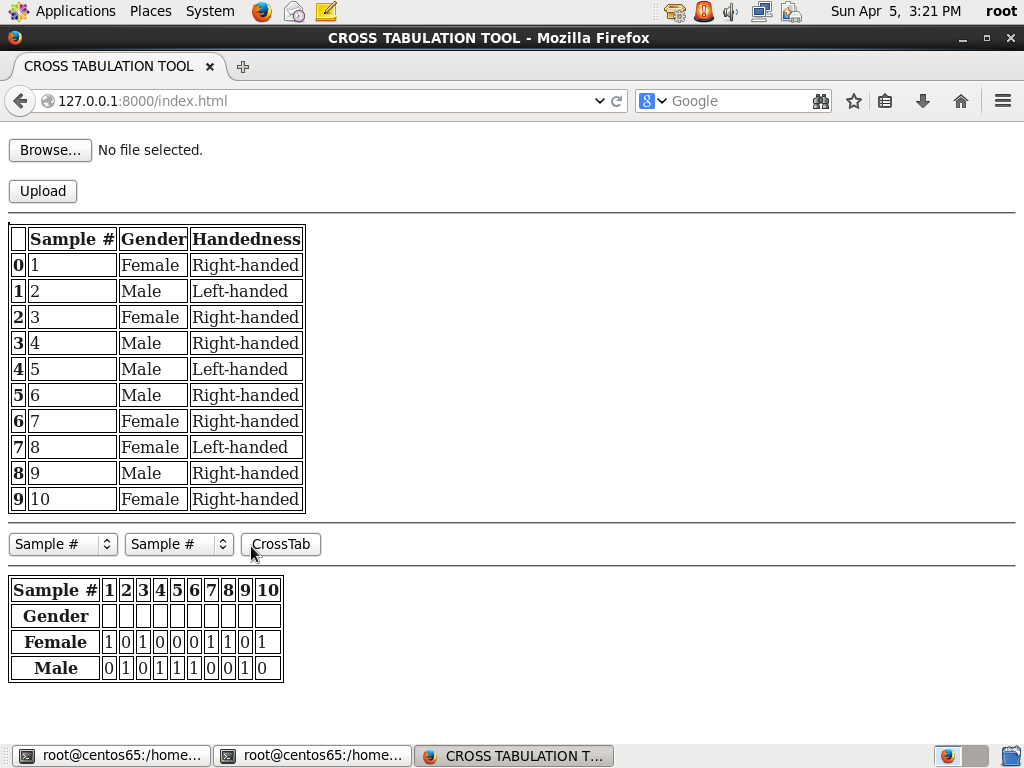 Applications Places System Sun Apr 5, 3:21 PM root
CROSS TABULATION TOOL - Mozilla Firefox
CROSS TABULATION TOOL
127.0.0.1:8000/index.html Google
Browse... No file selected.
Upload
Sample # Gender Handedness
0 1 Female Right-handed
1 2 Male Left-handed
2 3 Female Right-handed
3 4 Male Right-handed
4 5 Male Left-handed
5 6 Male Right-handed
6 7 Female Right-handed
7 8 Female Left-handed
8 9 Male Right-handed
9 10 Female Right-handed
Sample # Sample # CrossTab
Sample # 1 2 3 4 5 6 7 8 9 10
Gender
Female 1 0 1 0 0 0 1 1 0 1
Male 0 1 0 1 1 1 0 0 1 0
root@centos65:/home... root@centos65:/home... CROSS TABULATION T...